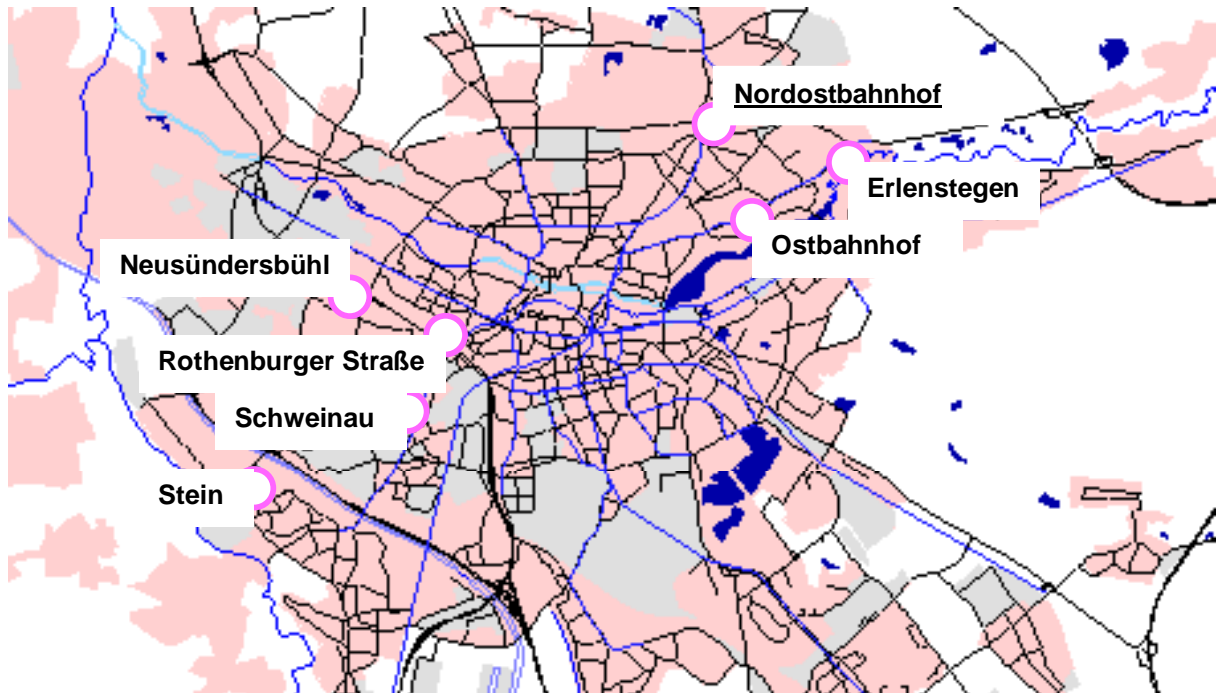 Nordostbahnhof
Erlenstegen
Ostbahnhof
Neusündersbühl
Rothenburger Straße
Schweinau
Stein